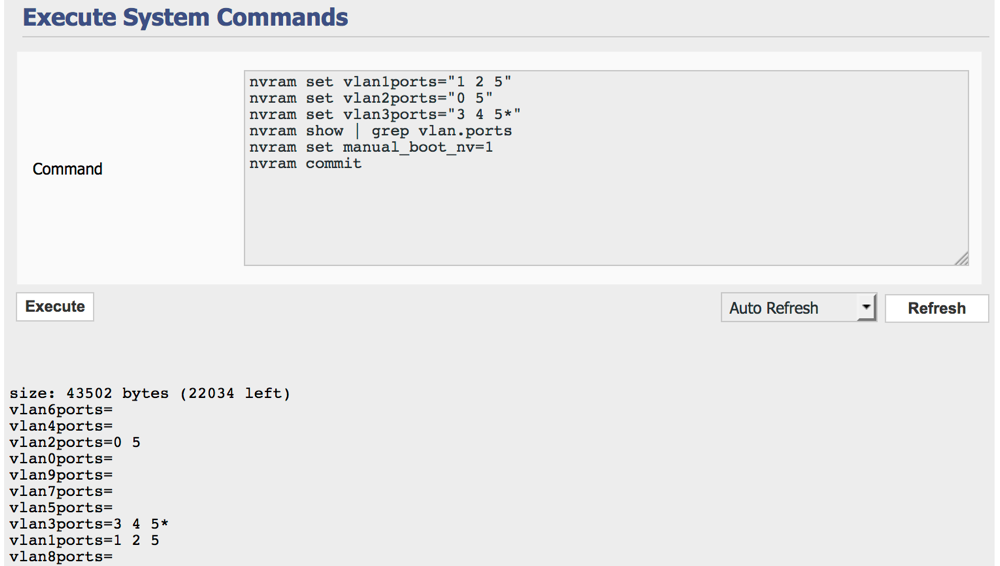 Execute System Commands
Command
nvram set vlan1ports="1 2 5"
nvram set vlan2ports="0 5"
nvram set vlan3ports="3 4 5*"
nvram show | grep vlan.ports
nvram set manual_boot_nv=1
nvram commit
Execute
Auto Refresh
Refresh
size: 43502 bytes (22034 left)
vlan6ports=
vlan4ports=
vlan2ports=0 5
vlan0ports=
vlan9ports=
vlan7ports=
vlan5ports=
vlan3ports=3 4 5*
vlan1ports=1 2 5
vlan8ports=